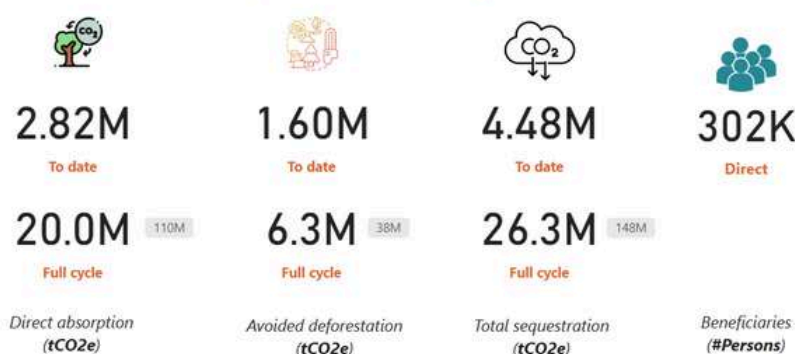 CO₂
CO₂
2.82M
1.60M
4.48M
302K
To date
To date
To date
Direct
20.0M 110M
6.3M 38M
26.3M 148M
Full cycle
Full cycle
Full cycle
Direct absorption
(tCO2e)
Avoided deforestation
(tCO2e)
Total sequestration
(tCO2e)
Beneficiaries
(#Persons)